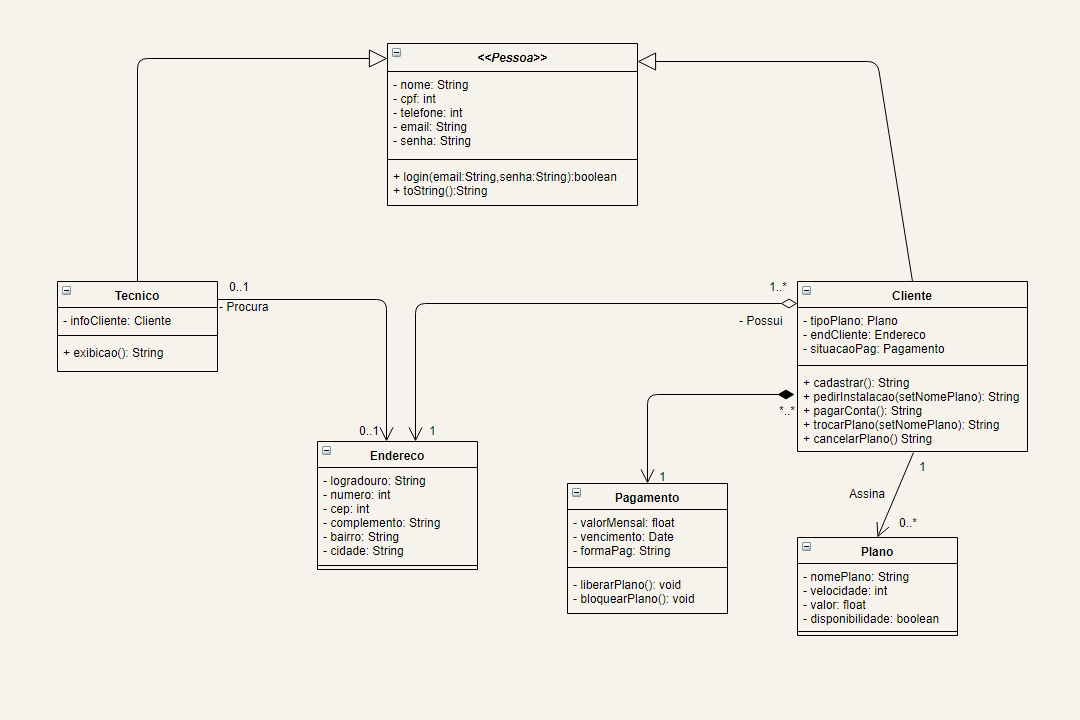 <<Pessoa>>
- nome: String
- cpf: int
- telefone: int
- email: String
- senha: String
+ login(email:String,senha:String):boolean
+ toString():String
Tecnico
- infoCliente: Cliente
+ exibicao(): String
0..1
- Procura
0..1
1..*
- Possui
1
Cliente
- tipoPlano: Plano
- endCliente: Endereco
- situacaoPag: Pagamento
+ cadastrar(): String
+ pedirInstalacao(setNomePlano): String
+ pagarConta(): String
+ trocarPlano(setNomePlano): String
+ cancelarPlano() String
*..*
1
1
Assina
0..*
Endereco
- logradouro: String
- numero: int
- cep: int
- complemento: String
- bairro: String
- cidade: String
Pagamento
- valorMensal: float
- vencimento: Date
- formaPag: String
- liberarPlano(): void
- bloquearPlano(): void
Plano
- nomePlano: String
- velocidade: int
- valor: float
- disponibilidade: boolean